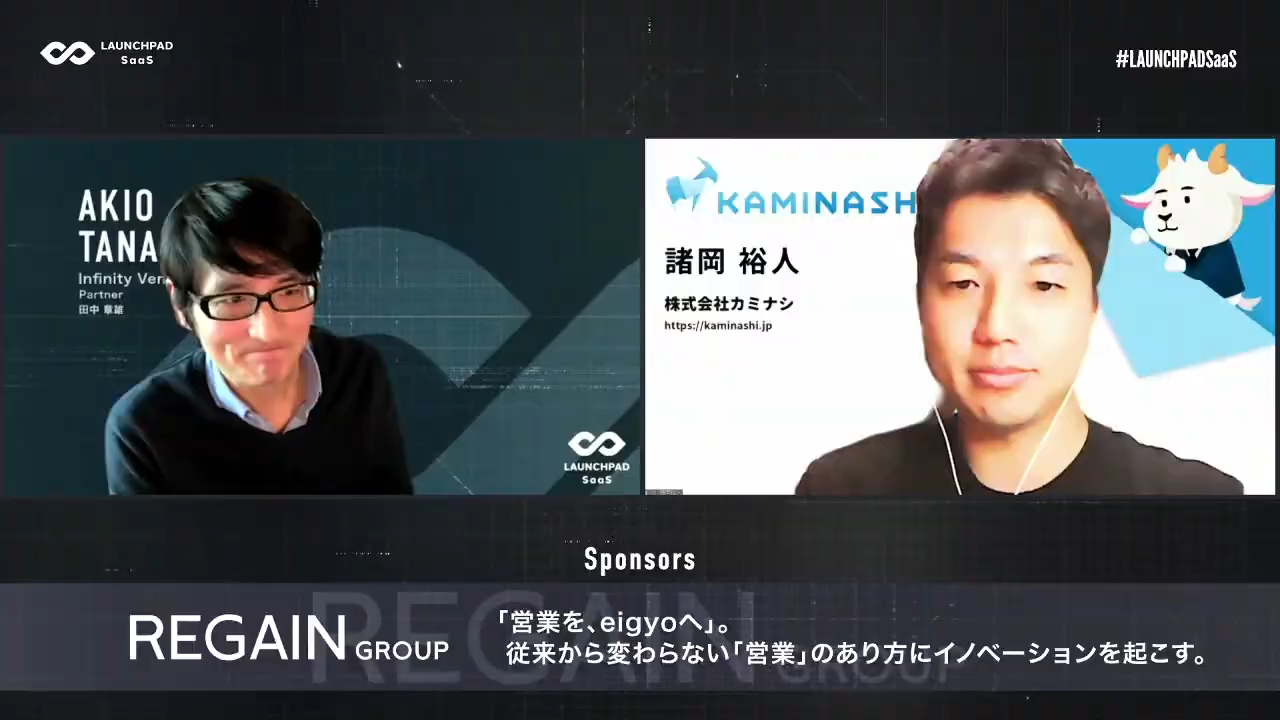 LAUNCHPAD
SaaS
#LAUNCHPADSaaS
AKIO
TANA
Infinity Ven
Partner
田中 章雄
LAUNCHPAD
SaaS
KAMINASH
諸岡 裕人
株式会社カミナシ
https://kaminashi.jp
Sponsors
REGAIN GROUP
「営業を、eigyoへ」。
従来から変わらない「営業」のあり方にイノベーションを起こす。